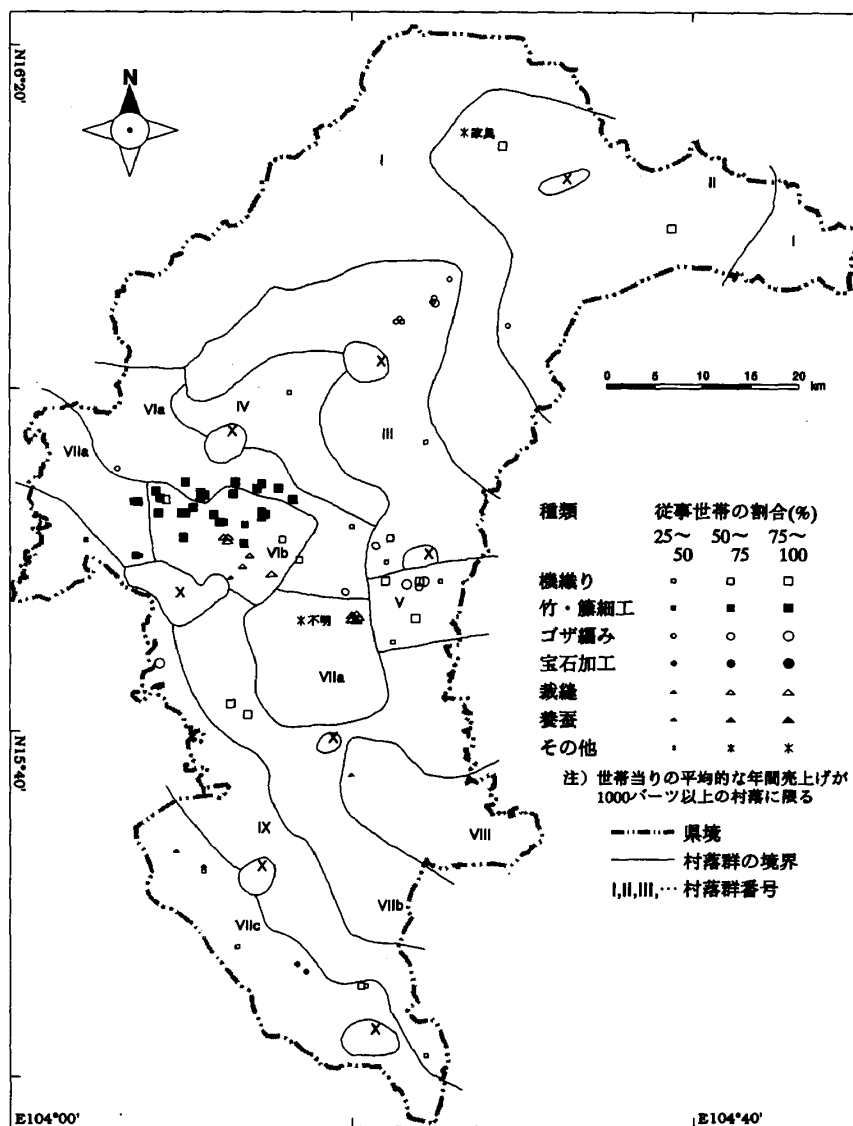 N16°20'
N
I
※家具
X
II
I
X
0 5 10 15 20
km
VIa
IV
X
III
VIIa
VIb
X
X
V
※不明
VIIa
X
VIII
IX
X
VIIb
VIIc
X
N15°40'
種類 従事世帯の割合(%)
25～ 50～ 75～
50 75 100
機織り
竹・籐細工
ゴザ編み
宝石加工
裁縫
養蚕
その他
注）世帯当りの平均的な年間売上げが
1000バーツ以上の村落に限る
県境
村落群の境界
I,II,III,… 村落群番号
E104°00'
E104°40'